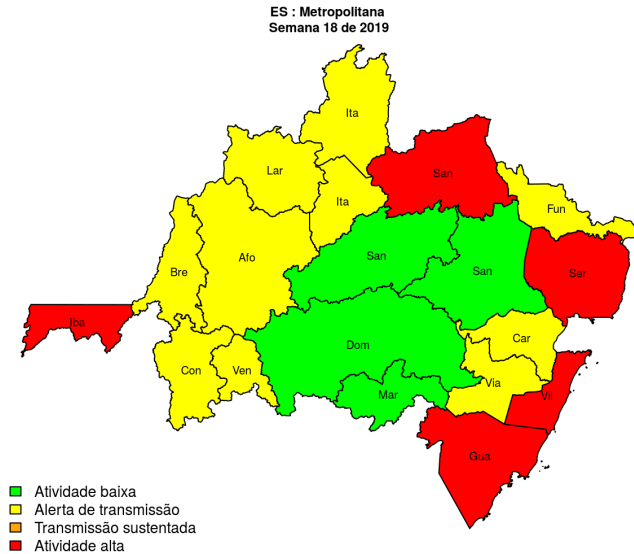 ES : Metropolitana
Semana 18 de 2019
Ita
Lar
San
Ita
Fun
Afo
San
San
Bre
Ser
Iba
Car
Dom
Con
Ven
Via
Mar
Vil
Gua
Atividade baixa
Alerta de transmissão
Transmissão sustentada
Atividade alta